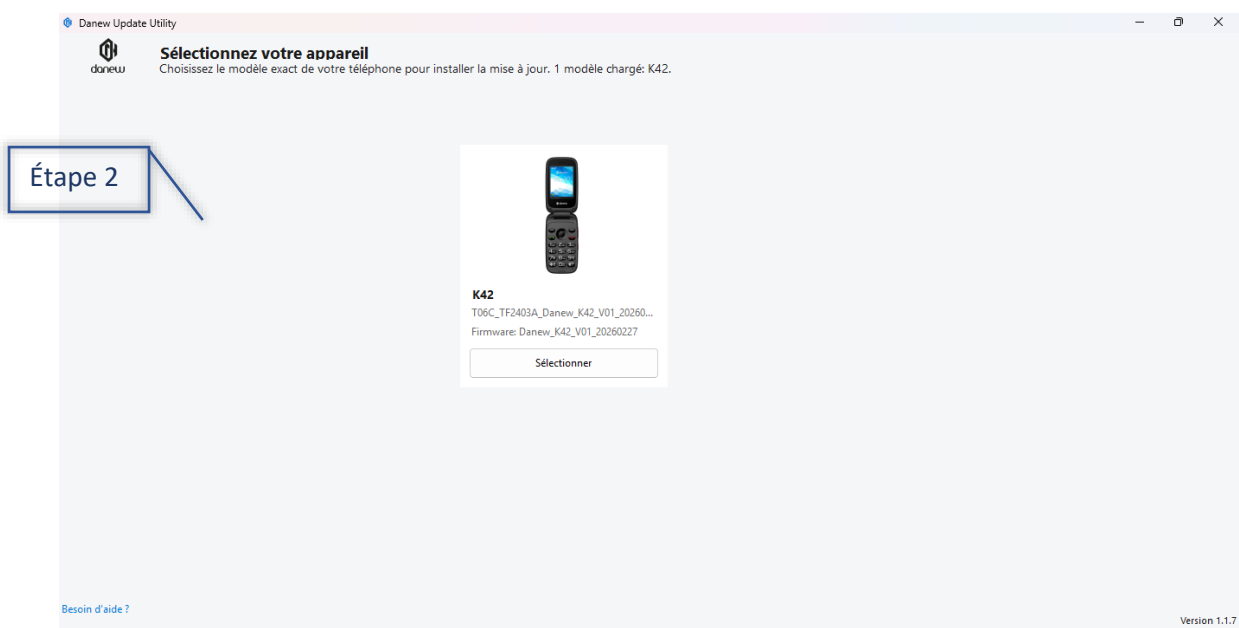 Danew Update Utility
danew
Sélectionnez votre appareil
Choisissez le modèle exact de votre téléphone pour installer la mise à jour. 1 modèle chargé: K42.
Étape 2
K42
T06C_TF2403A_Danew_K42_V01_20260...
Firmware: Danew_K42_V01_20260227
Sélectionner
Besoin d'aide ?
Version 1.1.7